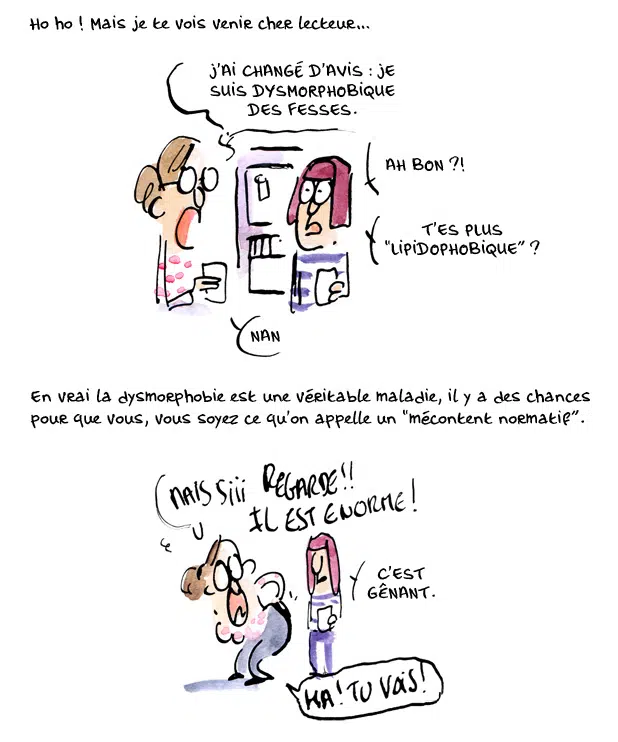 Ho ho ! Mais je te vois venir cher lecteur...
J'AI CHANGÉ D'AVIS : JE
SUIS DYSMORPHOBIQUE
DES FESSES.
AH BON ?!
T'ES PLUS
"LIPIDOPHOBIQUE" ?
NAN
En vrai la dysmorphobie est une véritable maladie, il y a des chances
pour que vous, vous soyez ce qu'on appelle un "mécontent normatif".
MAIS Siii REGARDE!!
IL EST ENORME!
C'EST
GÊNANT.
HA! TU VOIS!